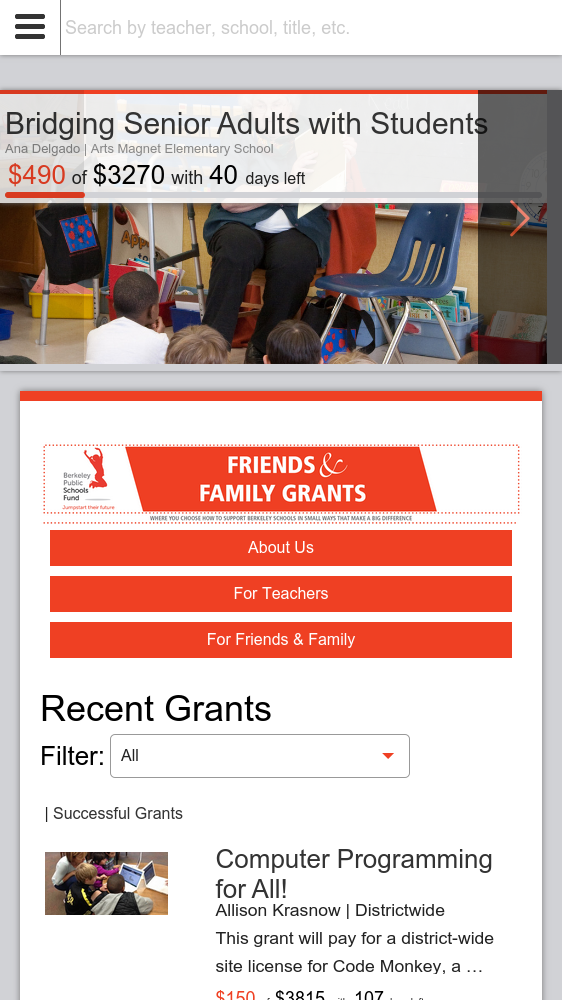 Search by teacher, school, title, etc.
Bridging Senior Adults with Students
Ana Delgado | Arts Magnet Elementary School
$490 of $3270 with 40 days left
Berkeley
Public
Schools
Fund
Jumpstart their future
FRIENDS &
FAMILY GRANTS
WHERE YOU CHOOSE HOW TO SUPPORT BERKELEY SCHOOLS IN SMALL WAYS THAT MAKE A BIG DIFFERENCE
About Us
For Teachers
For Friends & Family
Recent Grants
Filter: All
| Successful Grants
Computer Programming
for All!
Allison Krasnow | Districtwide
This grant will pay for a district-wide
site license for Code Monkey, a …
$150 of $3815 with 107